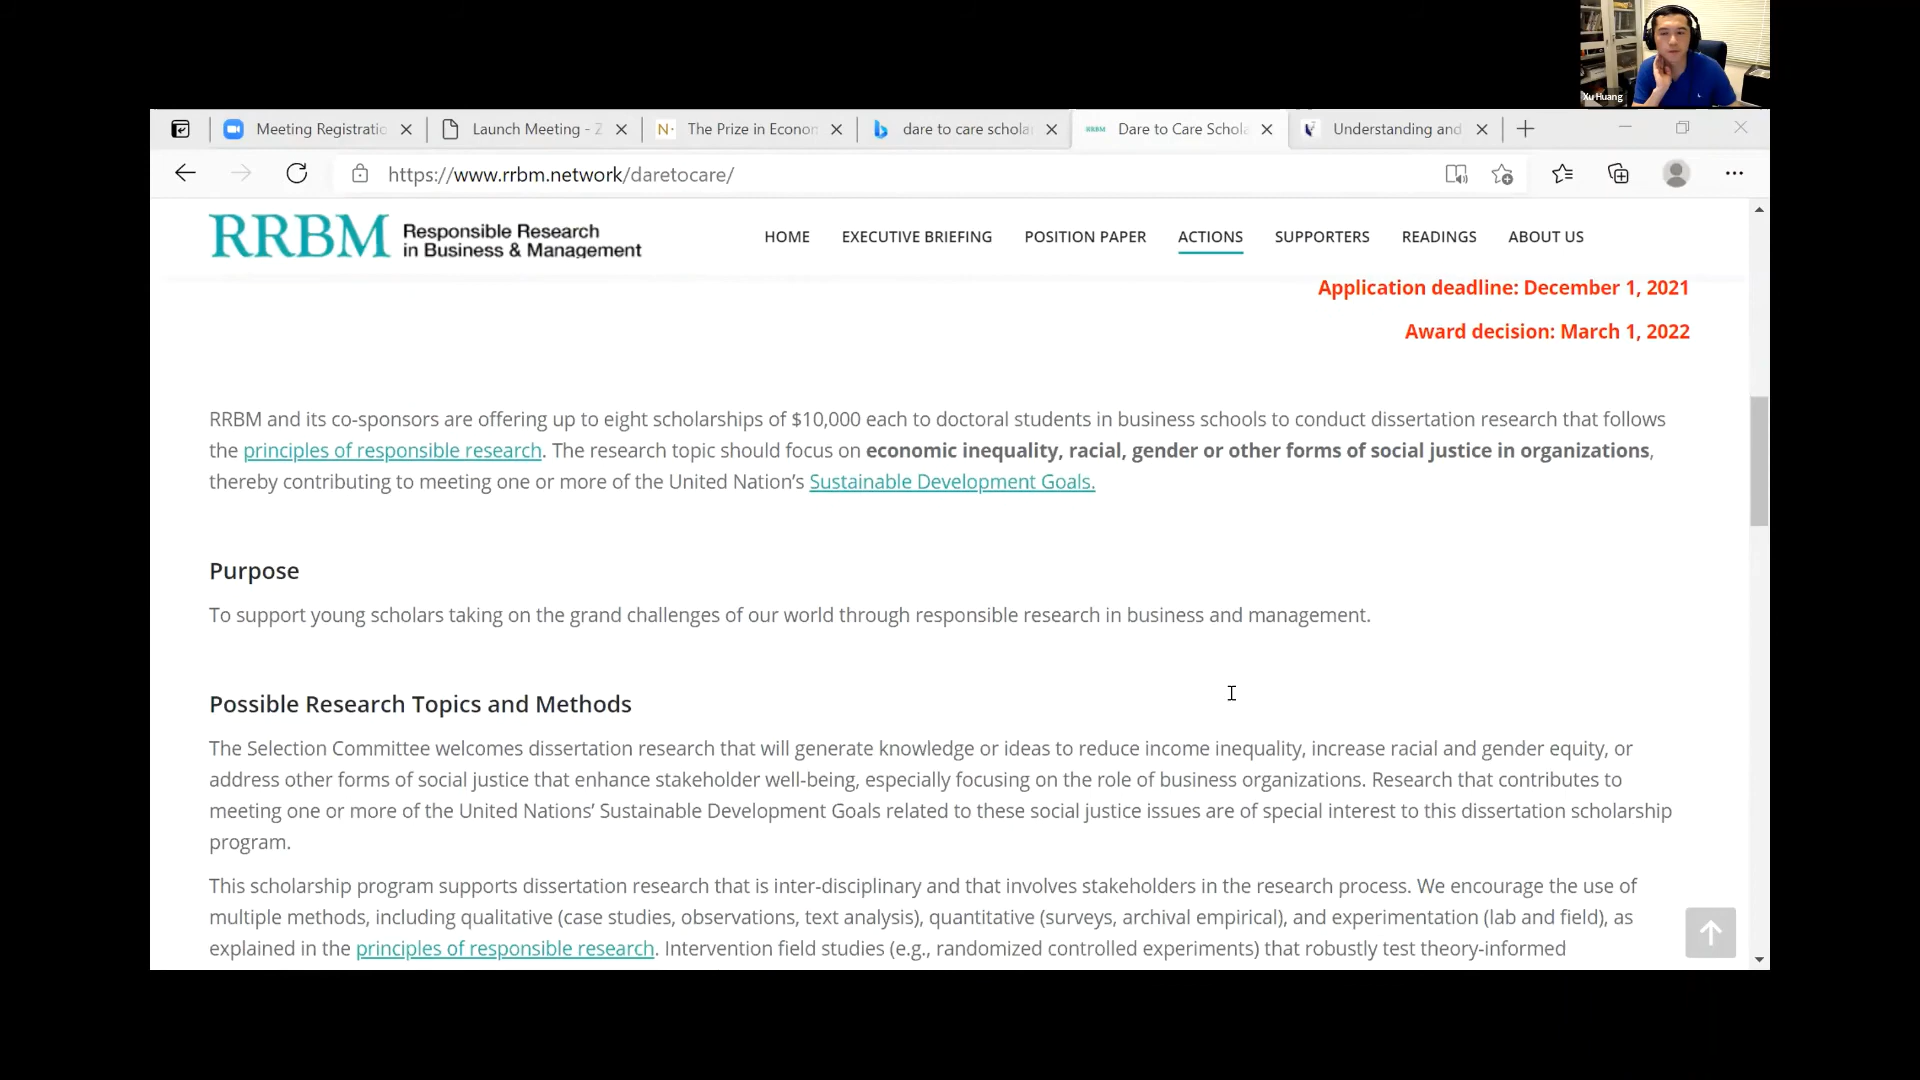 Xu Huang
Meeting Registratic
Launch Meeting - Z
N·
The Prize in Econon
dare to care schola
RRBM
Dare to Care Schola
Understanding and
https://www.rrbm.network/daretocare/
RRBM
Responsible Research
in Business & Management
HOME
EXECUTIVE BRIEFING
POSITION PAPER
ACTIONS
SUPPORTERS
READINGS
ABOUT US
Application deadline: December 1, 2021
Award decision: March 1, 2022
RRBM and its co-sponsors are offering up to eight scholarships of $10,000 each to doctoral students in business schools to conduct dissertation research that follows
the principles of responsible research. The research topic should focus on economic inequality, racial, gender or other forms of social justice in organizations,
thereby contributing to meeting one or more of the United Nation’s Sustainable Development Goals.
Purpose
To support young scholars taking on the grand challenges of our world through responsible research in business and management.
Possible Research Topics and Methods
The Selection Committee welcomes dissertation research that will generate knowledge or ideas to reduce income inequality, increase racial and gender equity, or
address other forms of social justice that enhance stakeholder well-being, especially focusing on the role of business organizations. Research that contributes to
meeting one or more of the United Nations’ Sustainable Development Goals related to these social justice issues are of special interest to this dissertation scholarship
program.
This scholarship program supports dissertation research that is inter-disciplinary and that involves stakeholders in the research process. We encourage the use of
multiple methods, including qualitative (case studies, observations, text analysis), quantitative (surveys, archival empirical), and experimentation (lab and field), as
explained in the principles of responsible research. Intervention field studies (e.g., randomized controlled experiments) that robustly test theory-informed